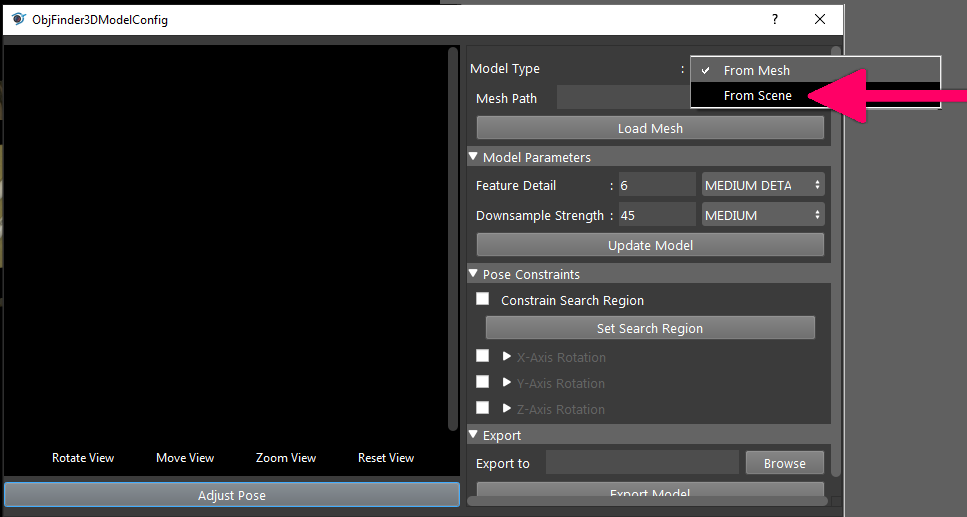 ObjFinder3DModelConfig ?
Model Type :
From Mesh
From Scene
Mesh Path
Load Mesh
Model Parameters
Feature Detail : 6 MEDIUM DETA
Downsample Strength : 45 MEDIUM
Update Model
Pose Constraints
Constrain Search Region
Set Search Region
X-Axis Rotation
Y-Axis Rotation
Z-Axis Rotation
Export
Export to Browse
Export Model
Rotate View Move View Zoom View Reset View
Adjust Pose